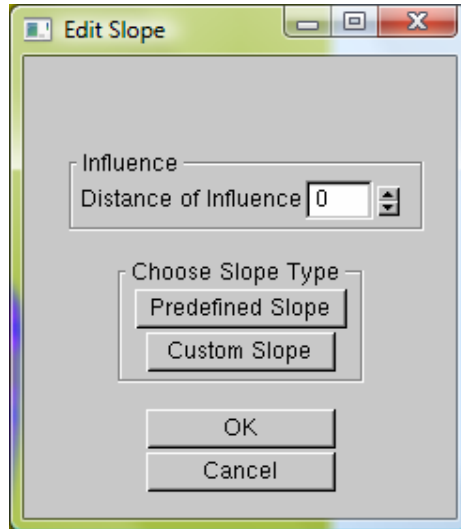 Edit Slope
Influence
Distance of Influence 0
Choose Slope Type
Predefined Slope
Custom Slope
OK
Cancel